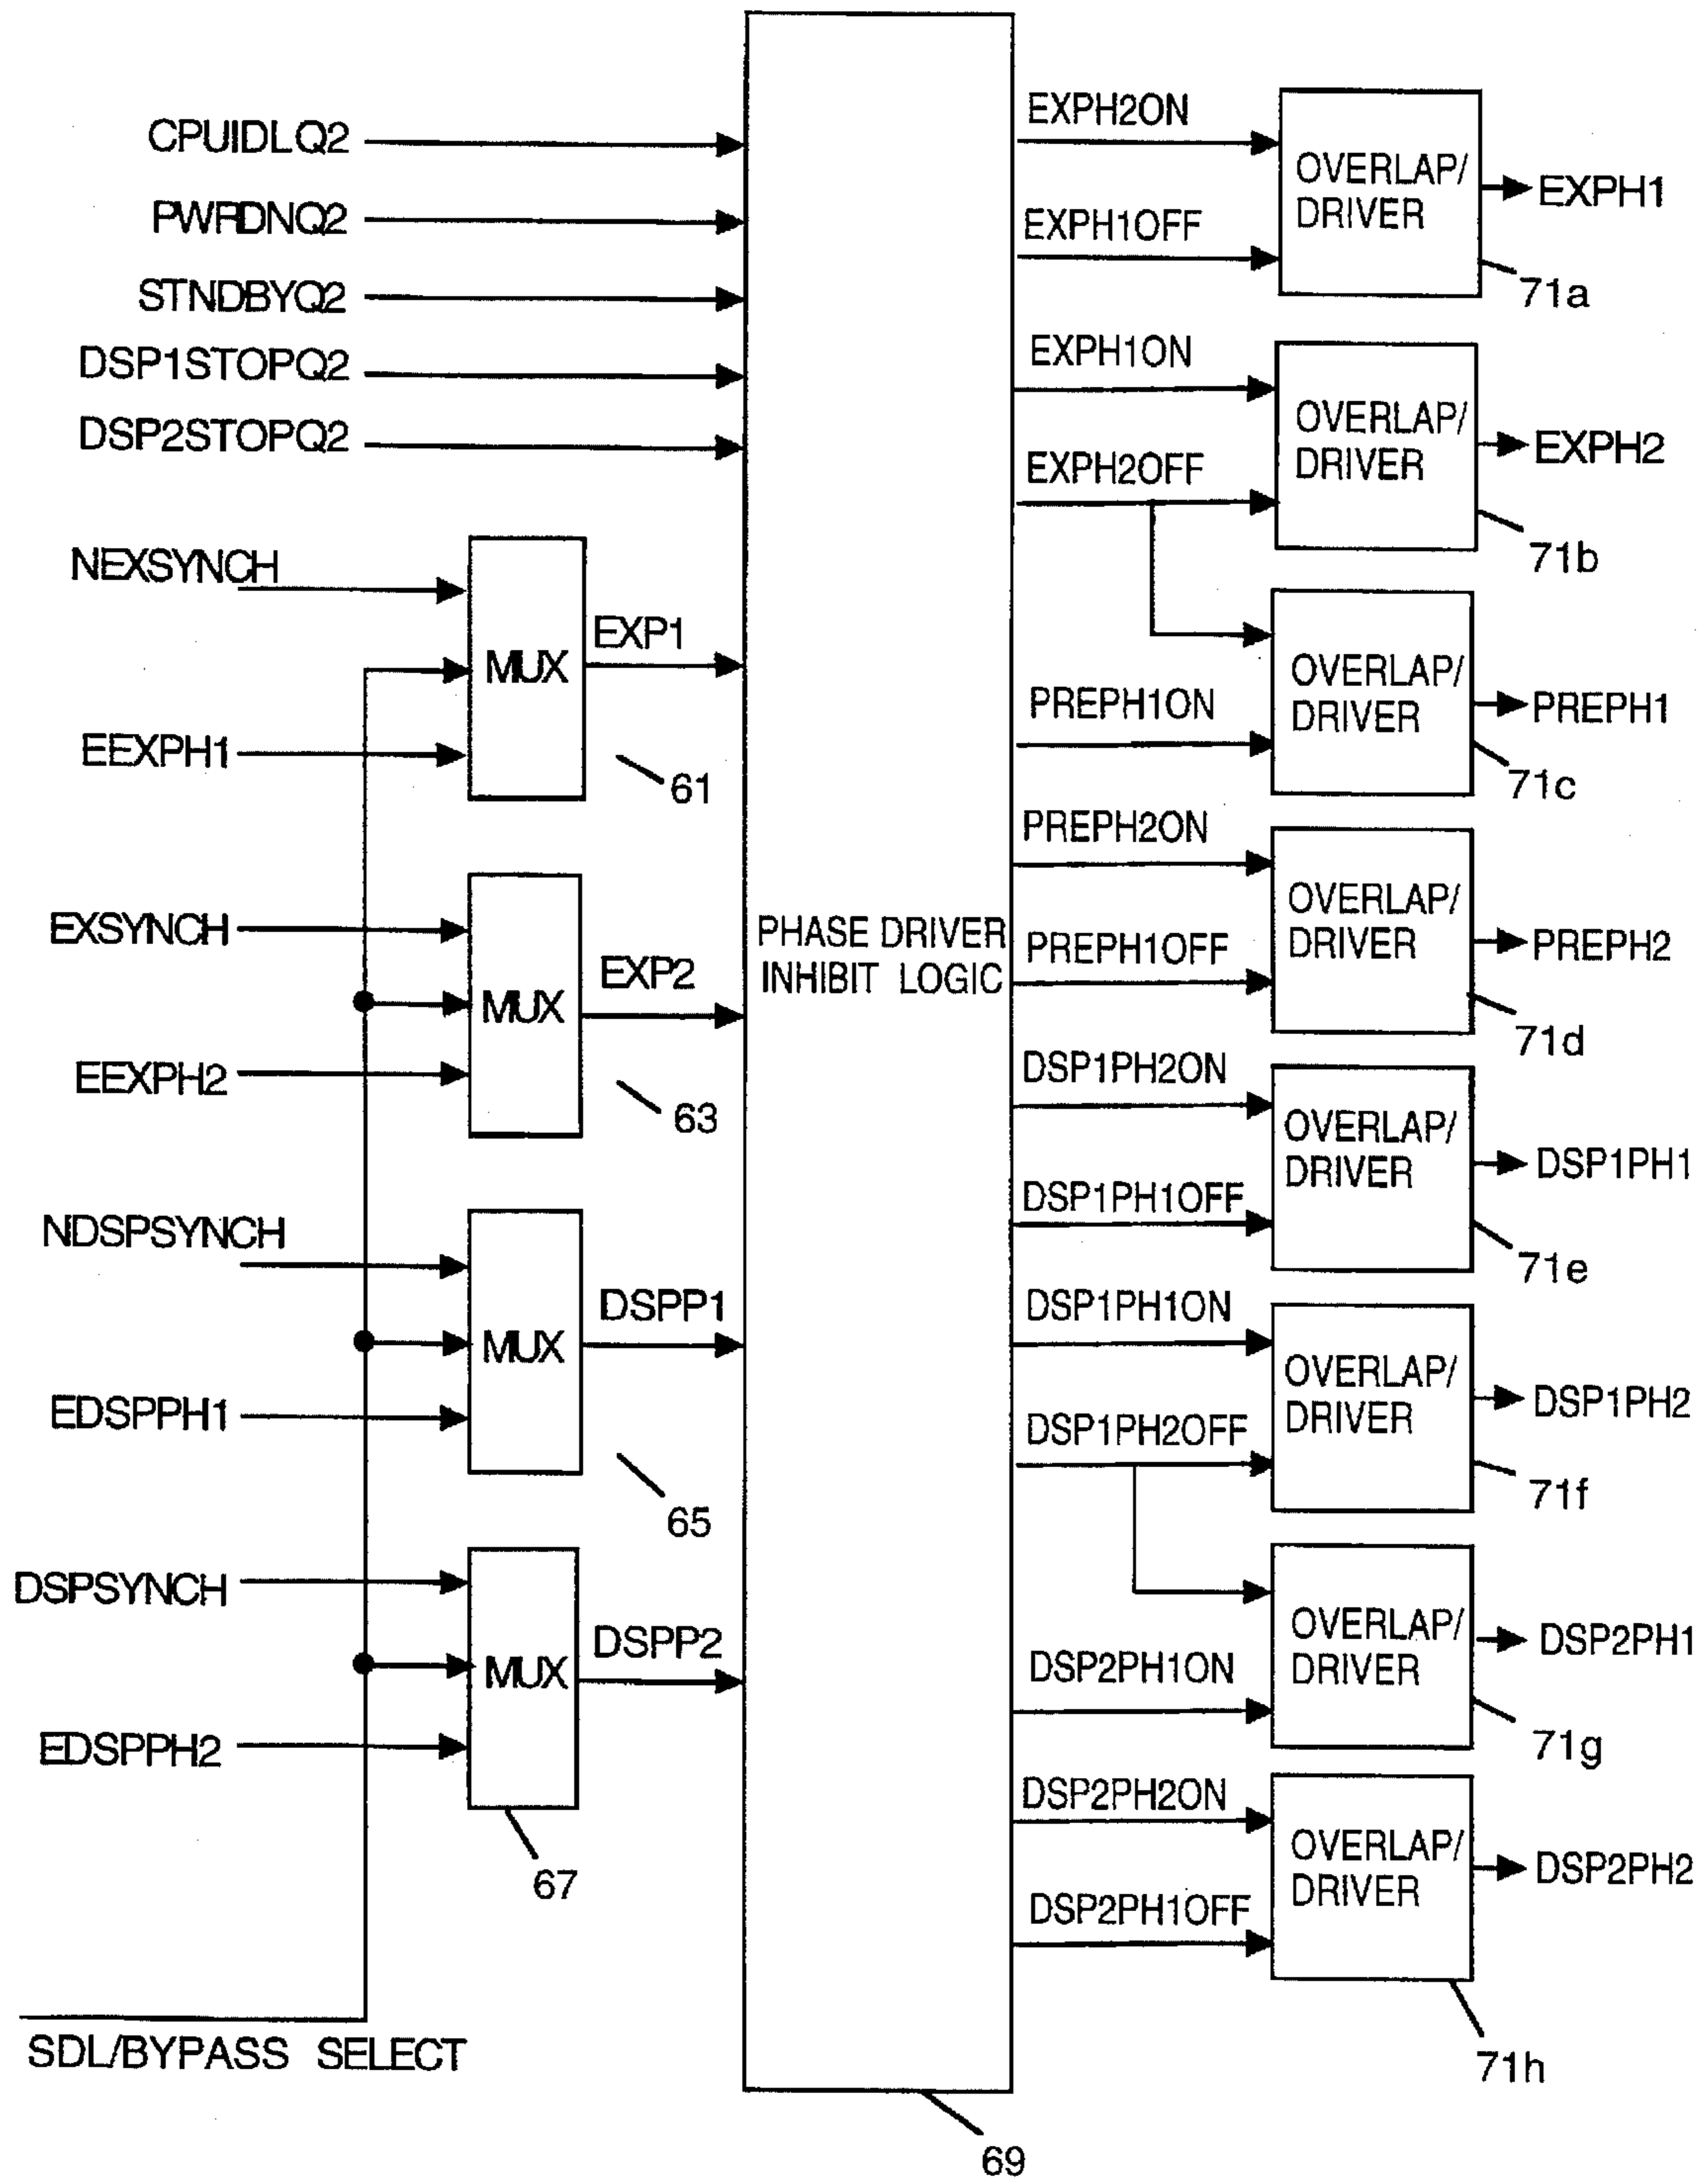 CPUIDLQ2
PWRDNQ2
STNDBYQ2
DSP1STOPQ2
DSP2STOPQ2
NEXSYNCH
MUX
EXP1
EEXPH1
61
EXSYNCH
MUX
EXP2
EEXPH2
63
NDSPSYNCH
MUX
DSPP1
EDSPPH1
65
DSPSYNCH
MUX
DSPP2
EDSPPH2
67
SDL/BYPASS SELECT
PHASE DRIVER
INHIBIT LOGIC
69
EXPH2ON
EXPH1OFF
OVERLAP/
DRIVER
EXPH1
71a
EXPH1ON
EXPH2OFF
OVERLAP/
DRIVER
EXPH2
71b
PREPH1ON
OVERLAP/
DRIVER
PREPH1
71c
PREPH2ON
PREPH1OFF
OVERLAP/
DRIVER
PREPH2
71d
DSP1PH2ON
DSP1PH1OFF
OVERLAP/
DRIVER
DSP1PH1
71e
DSP1PH1ON
DSP1PH2OFF
OVERLAP/
DRIVER
DSP1PH2
71f
DSP2PH1ON
OVERLAP/
DRIVER
DSP2PH1
71g
DSP2PH2ON
DSP2PH1OFF
OVERLAP/
DRIVER
DSP2PH2
71h